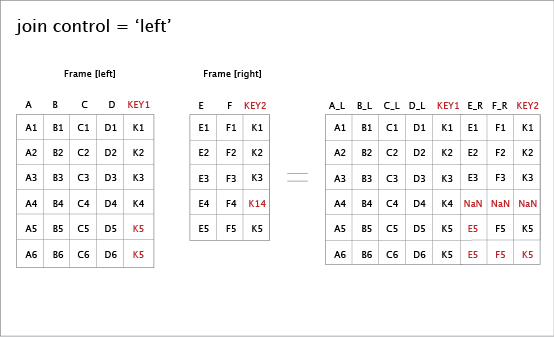 join control = ‘left’
Frame [left] Frame [right]
A B C D KEY1 E F KEY2 A_L B_L C_L D_L KEY1 E_R F_R KEY2
A1 B1 C1 D1 K1 E1 F1 K1 A1 B1 C1 D1 K1 E1 F1 K1
A2 B2 C2 D2 K2 E2 F2 K2 A2 B2 C2 D2 K2 E2 F2 K2
A3 B3 C3 D3 K3 E3 F3 K3 A3 B3 C3 D3 K3 E3 F3 K3
A4 B4 C4 D4 K4 E4 F4 K14 A4 B4 C4 D4 K4 NaN NaN NaN
A5 B5 C5 D5 K5 E5 F5 K5 A5 B5 C5 D5 K5 E5 F5 K5
A6 B6 C6 D6 K5 A6 B6 C6 D6 K5 E5 F5 K5